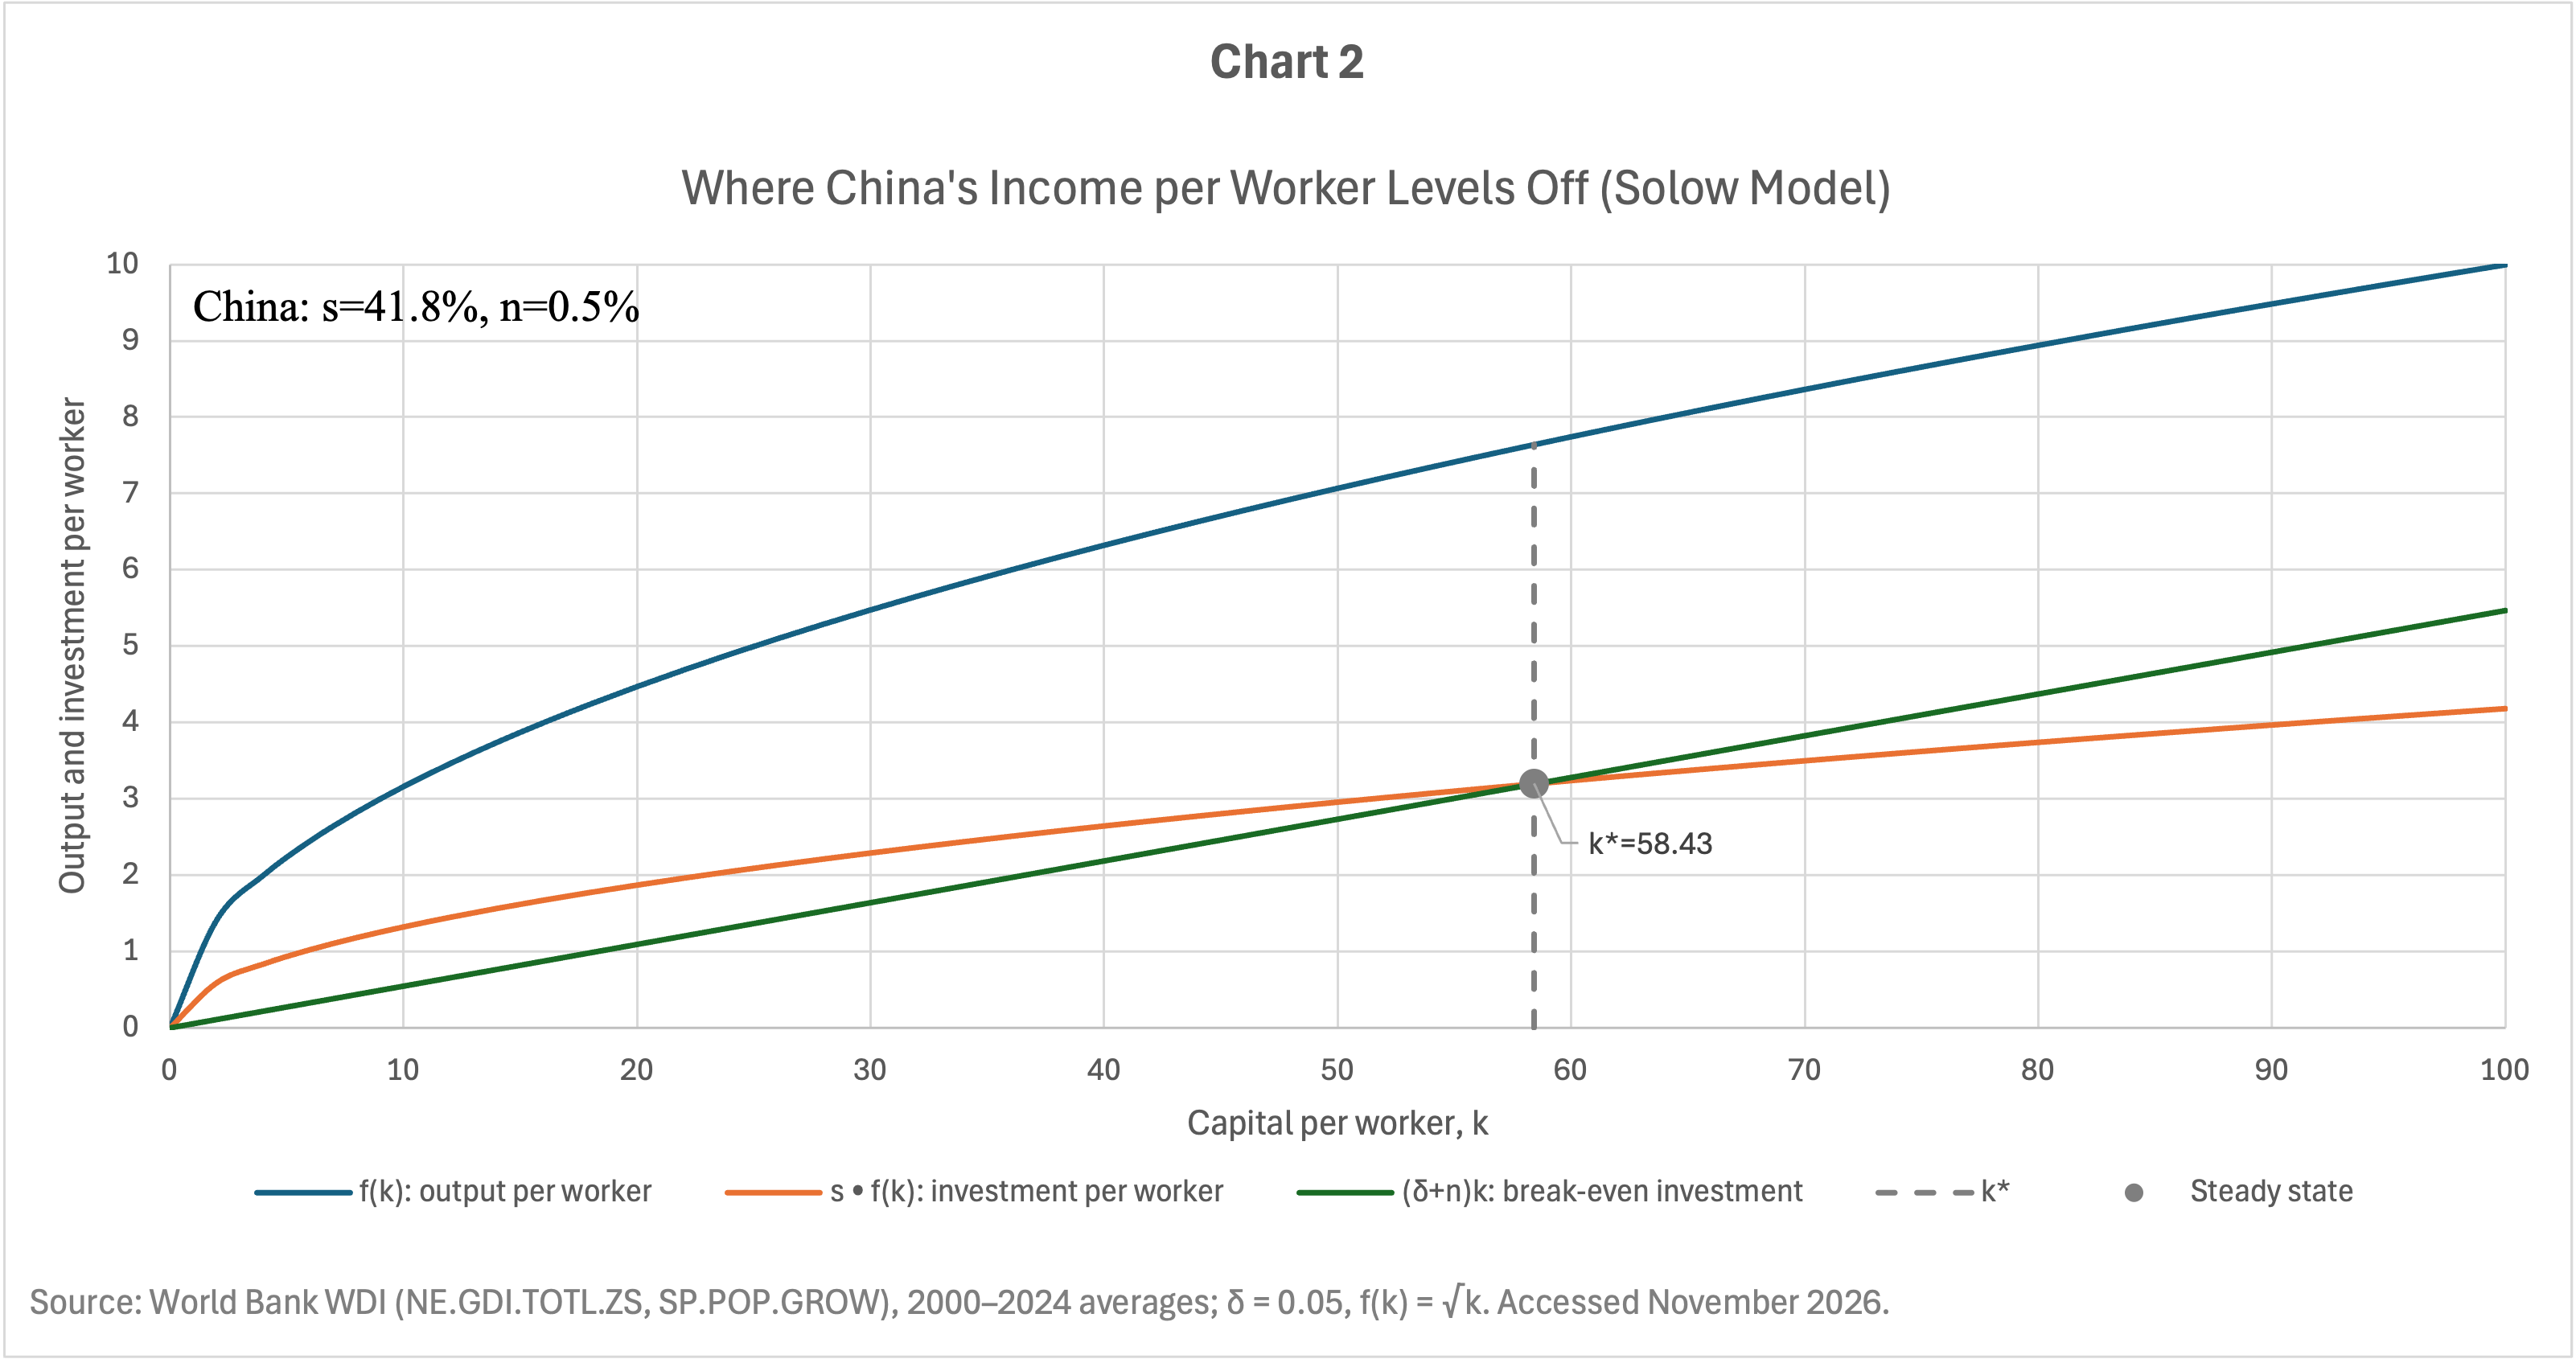 Chart 2
Where China's Income per Worker Levels Off (Solow Model)
China: s=41.8%, n=0.5%
Output and investment per worker
10
9
8
7
6
5
4
3
2
1
0
k*=58.43
0 10 20 30 40 50 60 70 80 90 100
Capital per worker, k
f(k): output per worker s • f(k): investment per worker (δ+n)k: break-even investment k* Steady state
Source: World Bank WDI (NE.GDI.TOTL.ZS, SP.POP.GROW), 2000–2024 averages; δ = 0.05, f(k) = √k. Accessed November 2026.